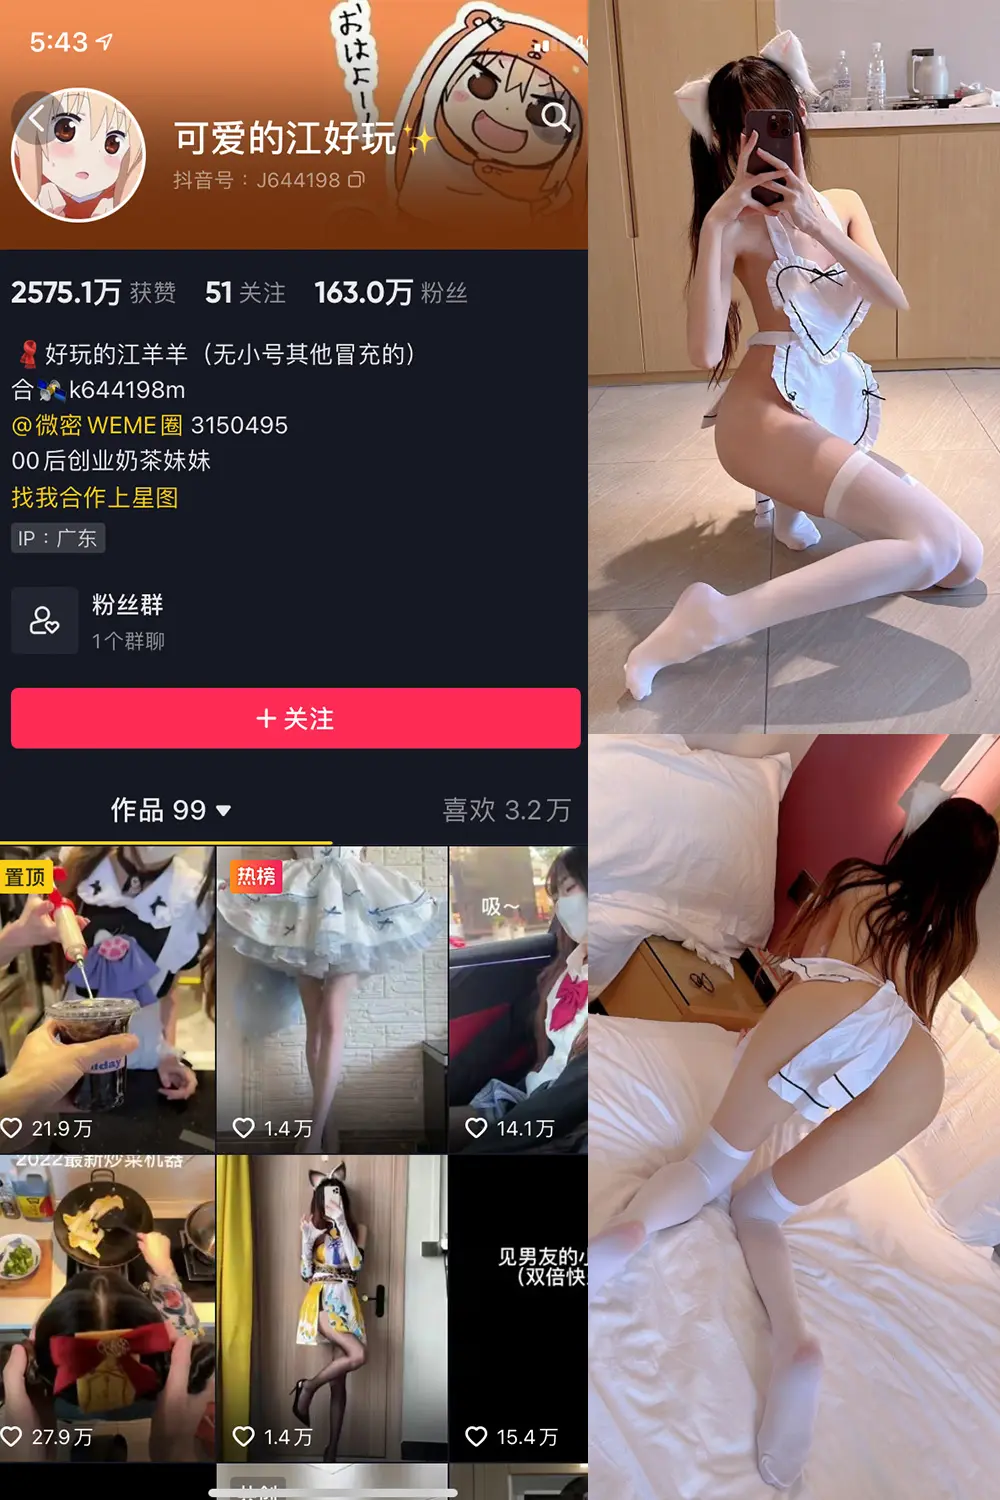 5:43
おはよー
可爱的江好玩✨
抖音号：J644198
2575.1万 获赞 51 关注 163.0万 粉丝
好玩的江羊羊（无小号其他冒充的）
合🛰️k644198m
@微密 WEME圈 3150495
00后创业奶茶妹妹
找我合作上星图
IP：广东
粉丝群
1个群聊
＋关注
作品 99 喜欢 3.2万
置顶
热榜
吸～
21.9万
1.4万
14.1万
2022最新炒菜机器
见男友的小
（双倍快
27.9万
1.4万
15.4万